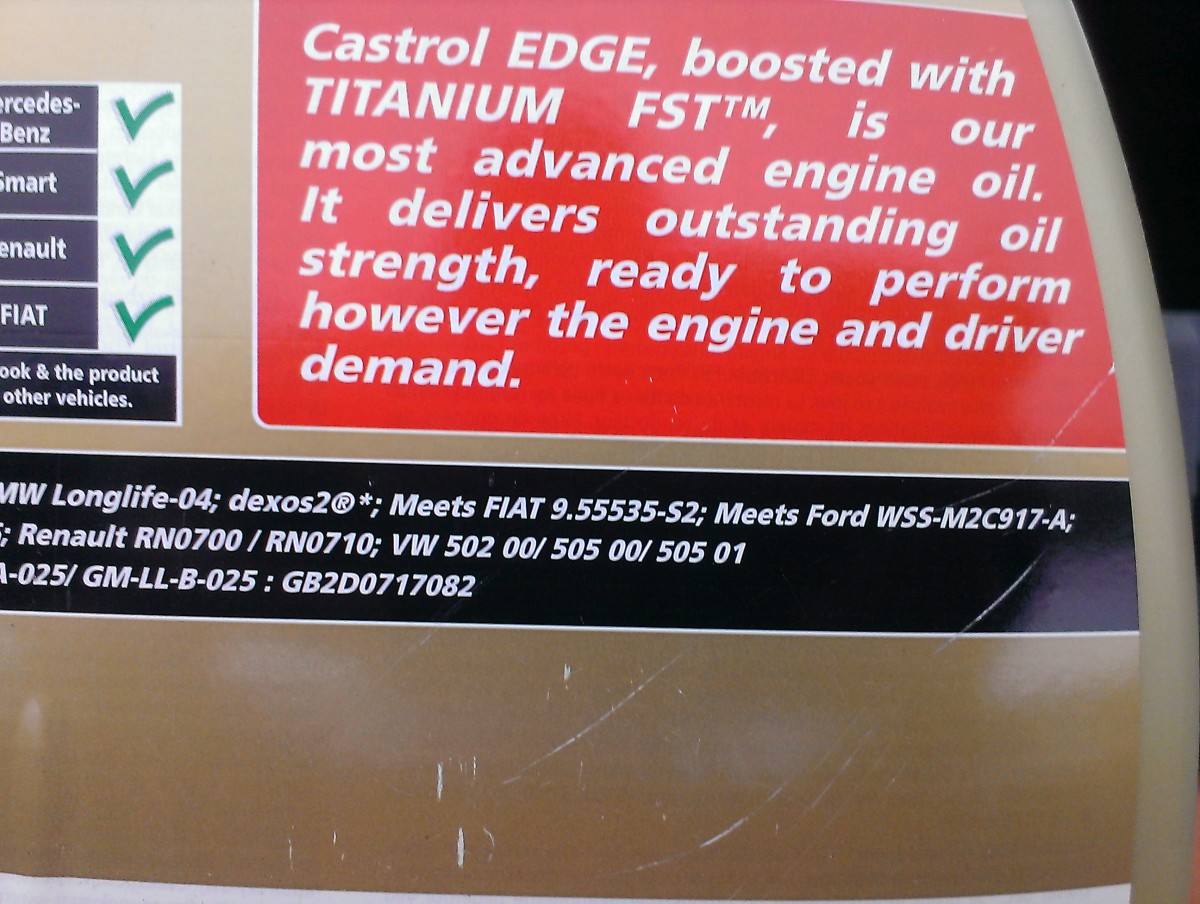 Castrol EDGE, boosted with
TITANIUM FST™, is our
most advanced engine oil.
It delivers outstanding oil
strength, ready to perform
however the engine and driver
demand.
ercedes-
Benz
Smart
enault
FIAT
ook & the product
other vehicles.
MW Longlife-04; dexos2®*; Meets FIAT 9.55535-S2; Meets Ford WSS-M2C917-A;
; Renault RN0700 / RN0710; VW 502 00/ 505 00/ 505 01
A-025/ GM-LL-B-025 : GB2D0717082